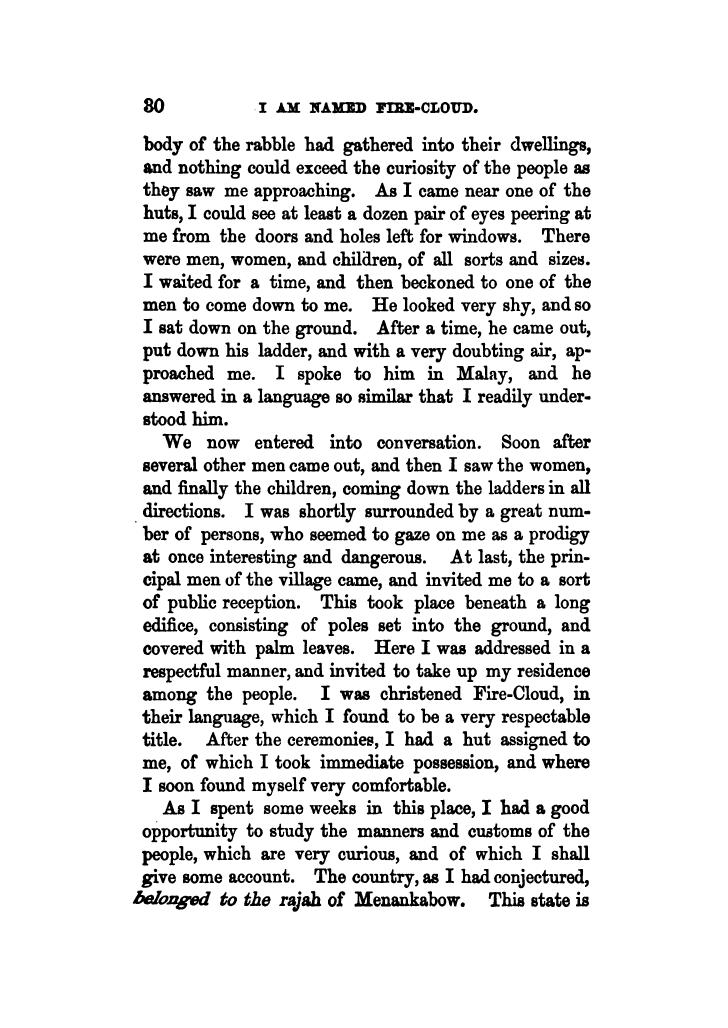 80 I AM NAMED FIRE-CLOUD.
body of the rabble had gathered into their dwellings,
and nothing could exceed the curiosity of the people as
they saw me approaching. As I came near one of the
huts, I could see at least a dozen pair of eyes peering at
me from the doors and holes left for windows. There
were men, women, and children, of all sorts and sizes.
I waited for a time, and then beckoned to one of the
men to come down to me. He looked very shy, and so
I sat down on the ground. After a time, he came out,
put down his ladder, and with a very doubting air, ap-
proached me. I spoke to him in Malay, and he
answered in a language so similar that I readily under-
stood him.
We now entered into conversation. Soon after
several other men came out, and then I saw the women,
and finally the children, coming down the ladders in all
directions. I was shortly surrounded by a great num-
ber of persons, who seemed to gaze on me as a prodigy
at once interesting and dangerous. At last, the prin-
cipal men of the village came, and invited me to a sort
of public reception. This took place beneath a long
edifice, consisting of poles set into the ground, and
covered with palm leaves. Here I was addressed in a
respectful manner, and invited to take up my residence
among the people. I was christened Fire-Cloud, in
their language, which I found to be a very respectable
title. After the ceremonies, I had a hut assigned to
me, of which I took immediate possession, and where
I soon found myself very comfortable.
As I spent some weeks in this place, I had a good
opportunity to study the manners and customs of the
people, which are very curious, and of which I shall
give some account. The country, as I had conjectured,
belonged to the rajah of Menankabow. This state is